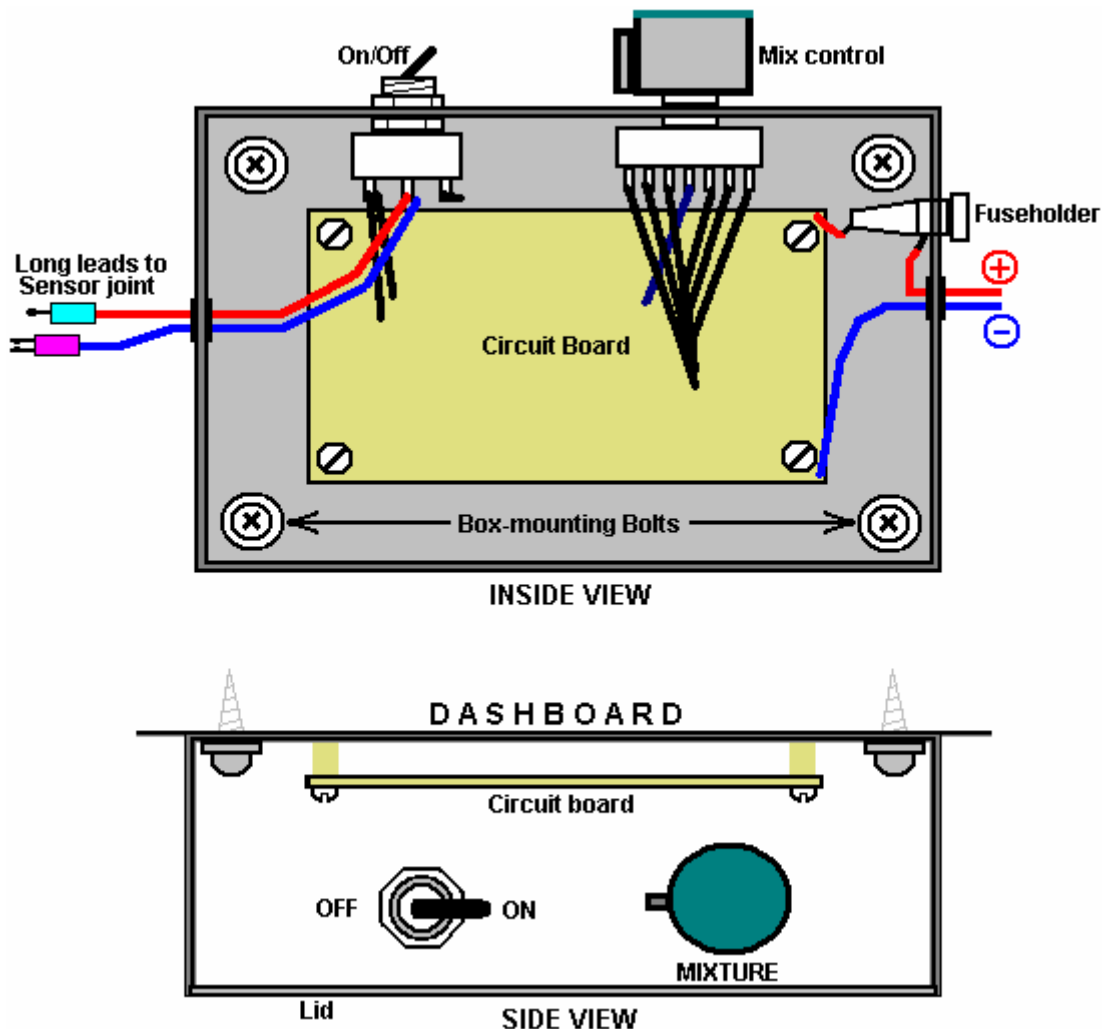 On/Off
Mix control
Fuseholder
Long leads to
Sensor joint
+
−
Circuit Board
Box-mounting Bolts
INSIDE VIEW
DASHBOARD
Circuit board
OFF
ON
MIXTURE
Lid
SIDE VIEW